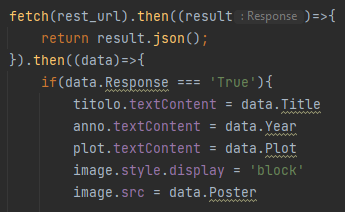 fetch(rest_url).then((result : Response )=>{
    return result.json();
}).then((data)=>{
    if(data.Response === 'True'){
        titolo.textContent = data.Title
        anno.textContent = data.Year
        plot.textContent = data.Plot
        image.style.display = 'block'
        image.src = data.Poster